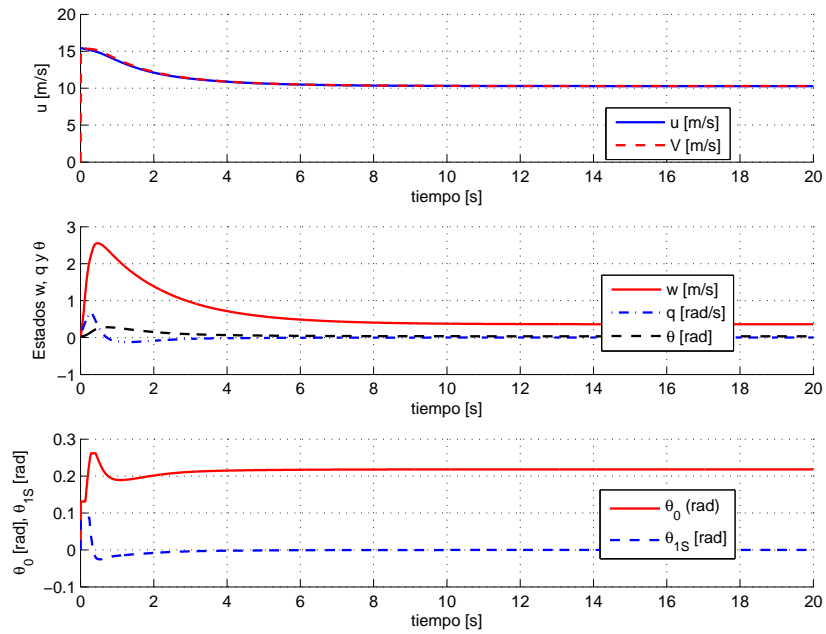 20
15
10
5
0
u [m/s]
u [m/s]
V [m/s]
0 2 4 6 8 10 12 14 16 18 20
tiempo [s]
3
2
1
0
−1
Estados w, q y θ
w [m/s]
q [rad/s]
θ [rad]
0 2 4 6 8 10 12 14 16 18 20
tiempo [s]
0.3
0.2
0.1
0
−0.1
θ0 [rad], θ1S [rad]
θ0 (rad)
θ1S [rad]
0 2 4 6 8 10 12 14 16 18 20
tiempo [s]